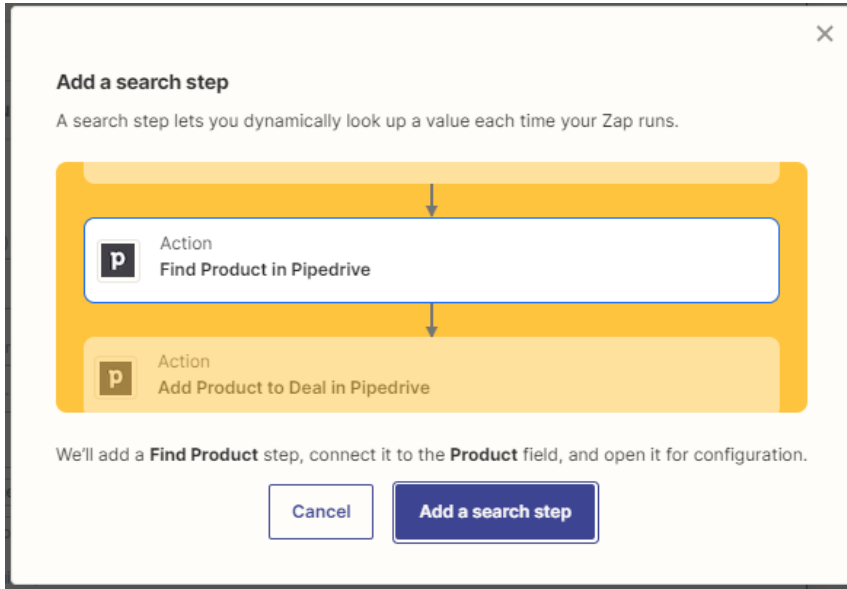 Add a search step
A search step lets you dynamically look up a value each time your Zap runs.
p
Action
Find Product in Pipedrive
p
Action
Add Product to Deal in Pipedrive
We'll add a Find Product step, connect it to the Product field, and open it for configuration.
Cancel
Add a search step